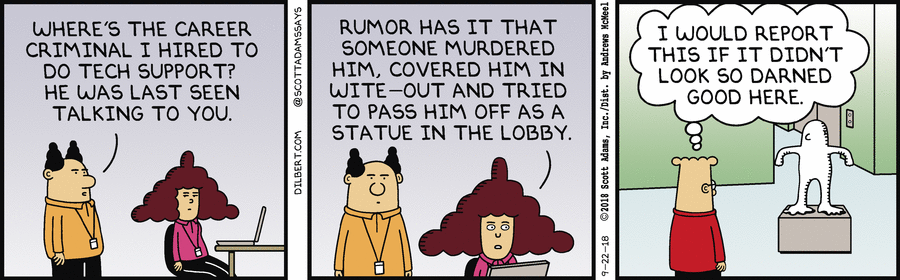 WHERE'S THE CAREER
CRIMINAL I HIRED TO
DO TECH SUPPORT?
HE WAS LAST SEEN
TALKING TO YOU.
DILBERT.COM @SCOTTADAMSSAYS
RUMOR HAS IT THAT
SOMEONE MURDERED
HIM, COVERED HIM IN
WITE-OUT AND TRIED
TO PASS HIM OFF AS A
STATUE IN THE LOBBY.
9-22-18 ©2018 Scott Adams, Inc./Dist. by Andrews McMeel
I WOULD REPORT
THIS IF IT DIDN'T
LOOK SO DARNED
GOOD HERE.